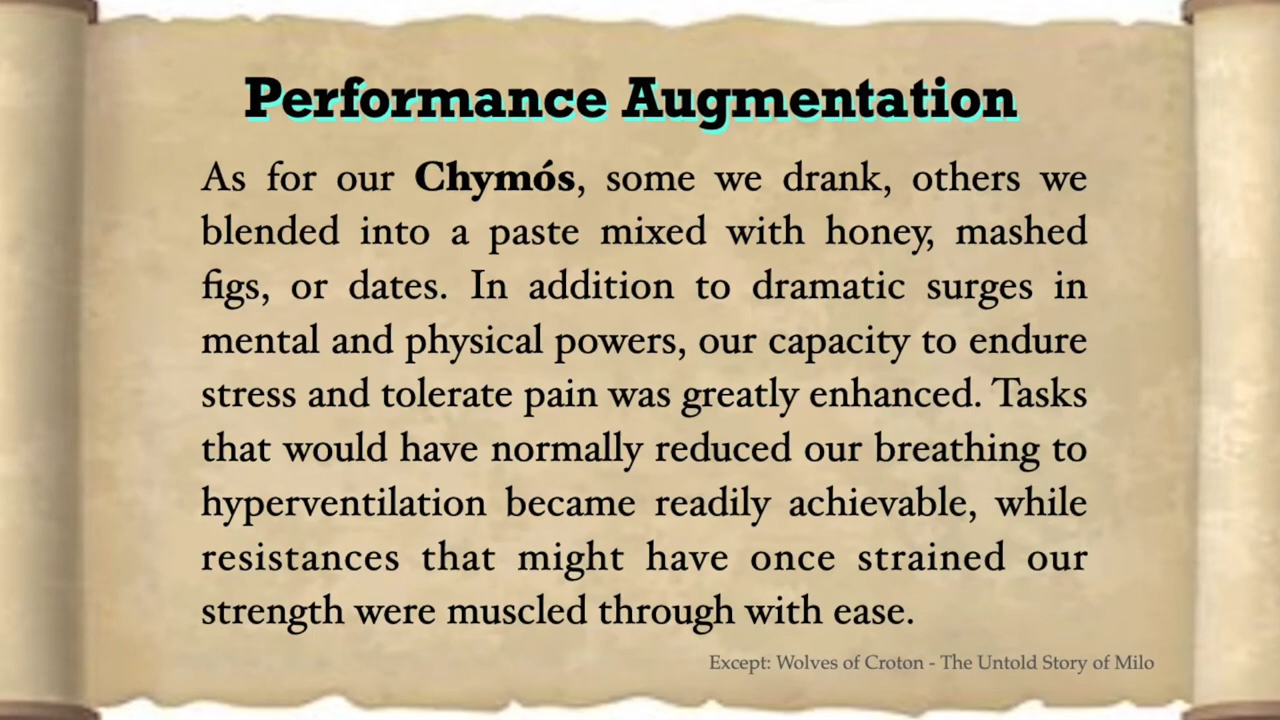 Performance Augmentation
As for our Chymós, some we drank, others we
blended into a paste mixed with honey, mashed
figs, or dates. In addition to dramatic surges in
mental and physical powers, our capacity to endure
stress and tolerate pain was greatly enhanced. Tasks
that would have normally reduced our breathing to
hyperventilation became readily achievable, while
resistances that might have once strained our
strength were muscled through with ease.
Except: Wolves of Croton - The Untold Story of Milo